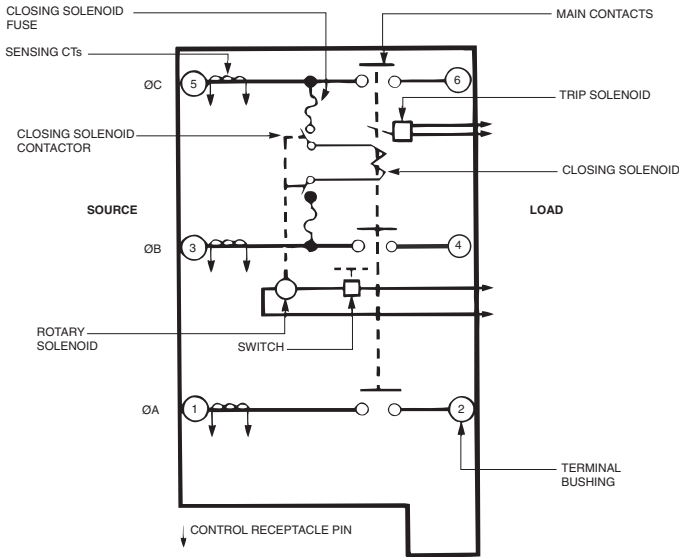 CLOSING SOLENOID
FUSE
MAIN CONTACTS
SENSING CTs
ØC
5
6
TRIP SOLENOID
CLOSING SOLENOID
CONTACTOR
CLOSING SOLENOID
SOURCE
LOAD
ØB
3
4
ROTARY
SOLENOID
SWITCH
ØA
1
2
TERMINAL
BUSHING
CONTROL RECEPTACLE PIN